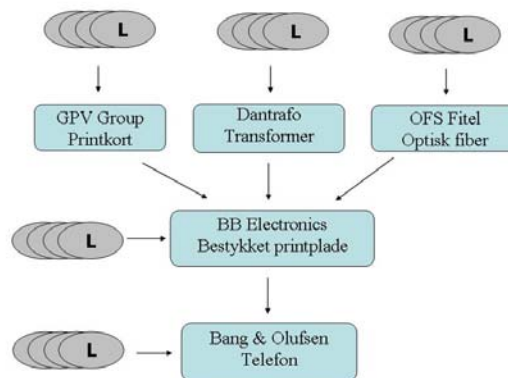 L
L
L
GPV Group
Printkort
Dantrafo
Transformer
OFS Fitel
Optisk fiber
L
BB Electronics
Bestykket printplade
L
Bang & Olufsen
Telefon